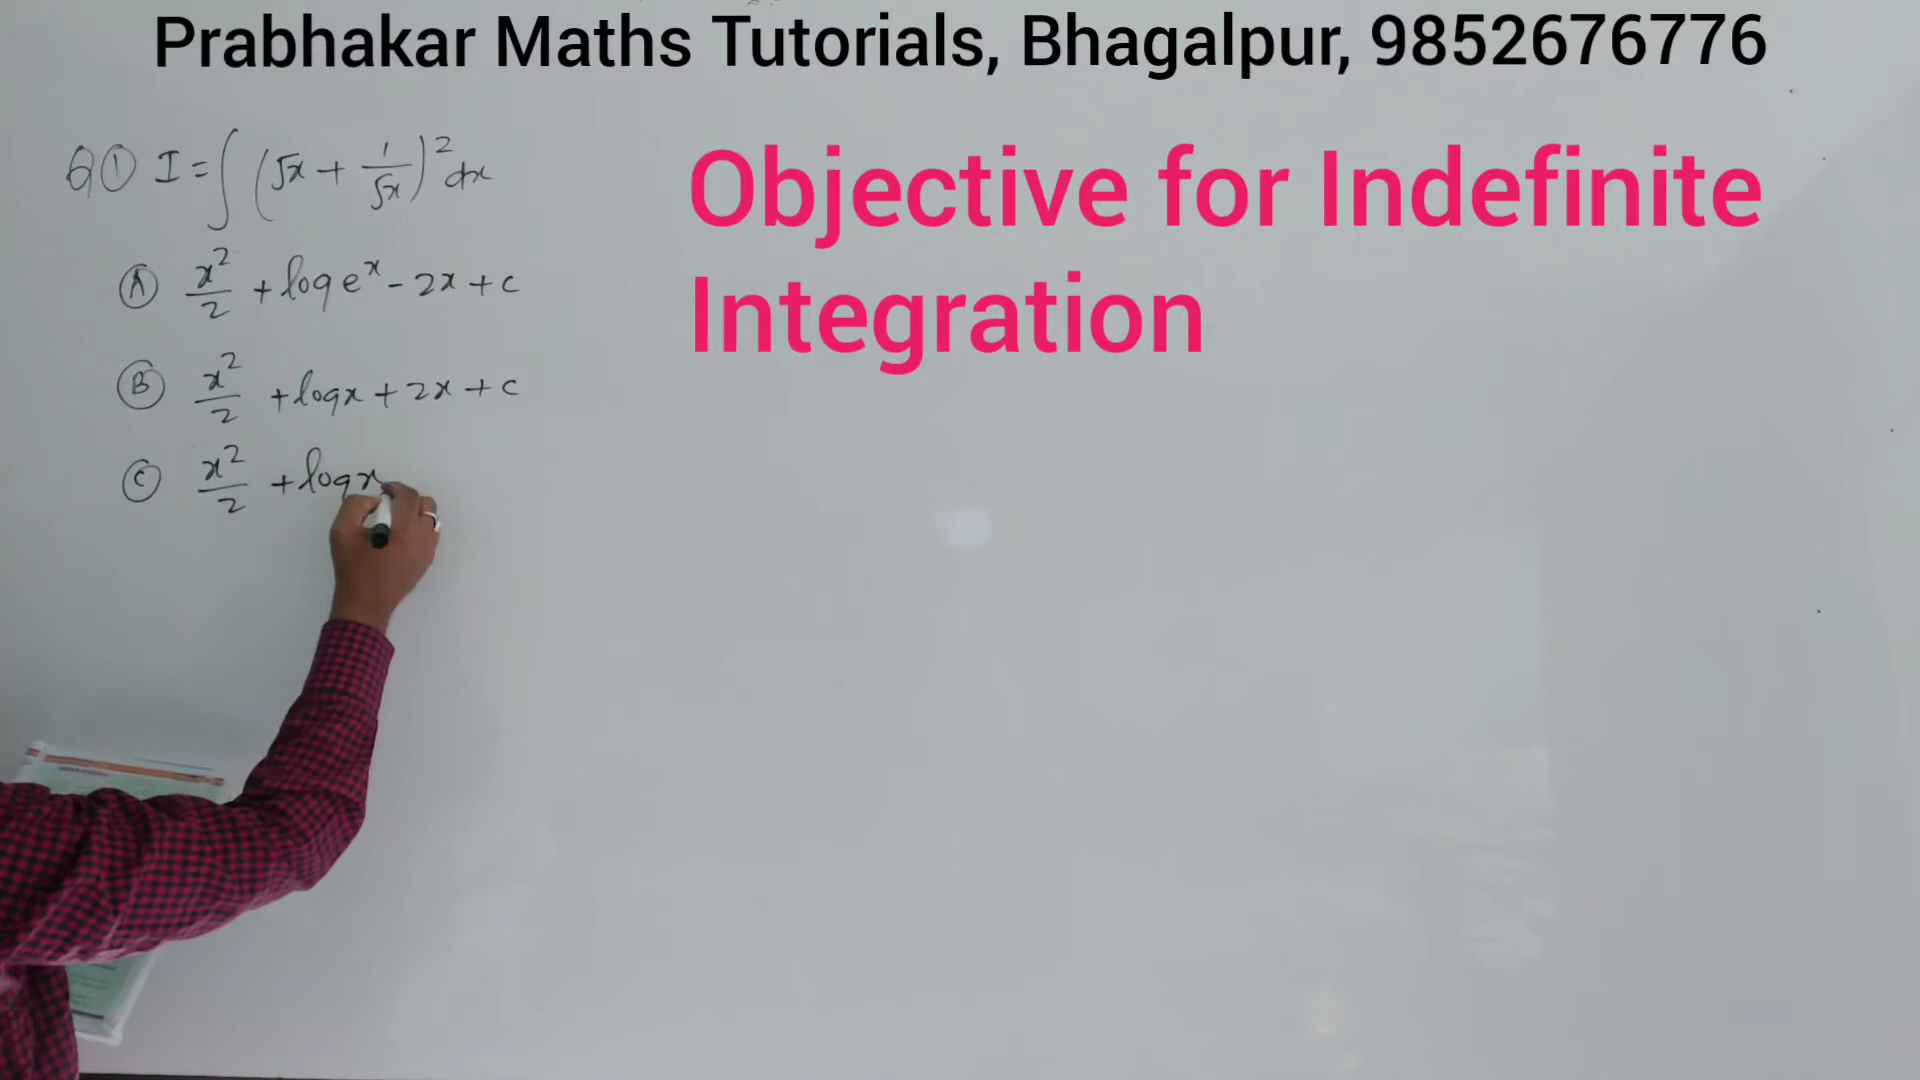 Prabhakar Maths Tutorials, Bhagalpur, 9852676776
Objective for Indefinite
Integration
Q ① I = ∫ (√x + 1/√x)² dx
Ⓐ x²/2 + log eˣ - 2x + c
Ⓑ x²/2 + log x + 2x + c
Ⓒ x²/2 + log x